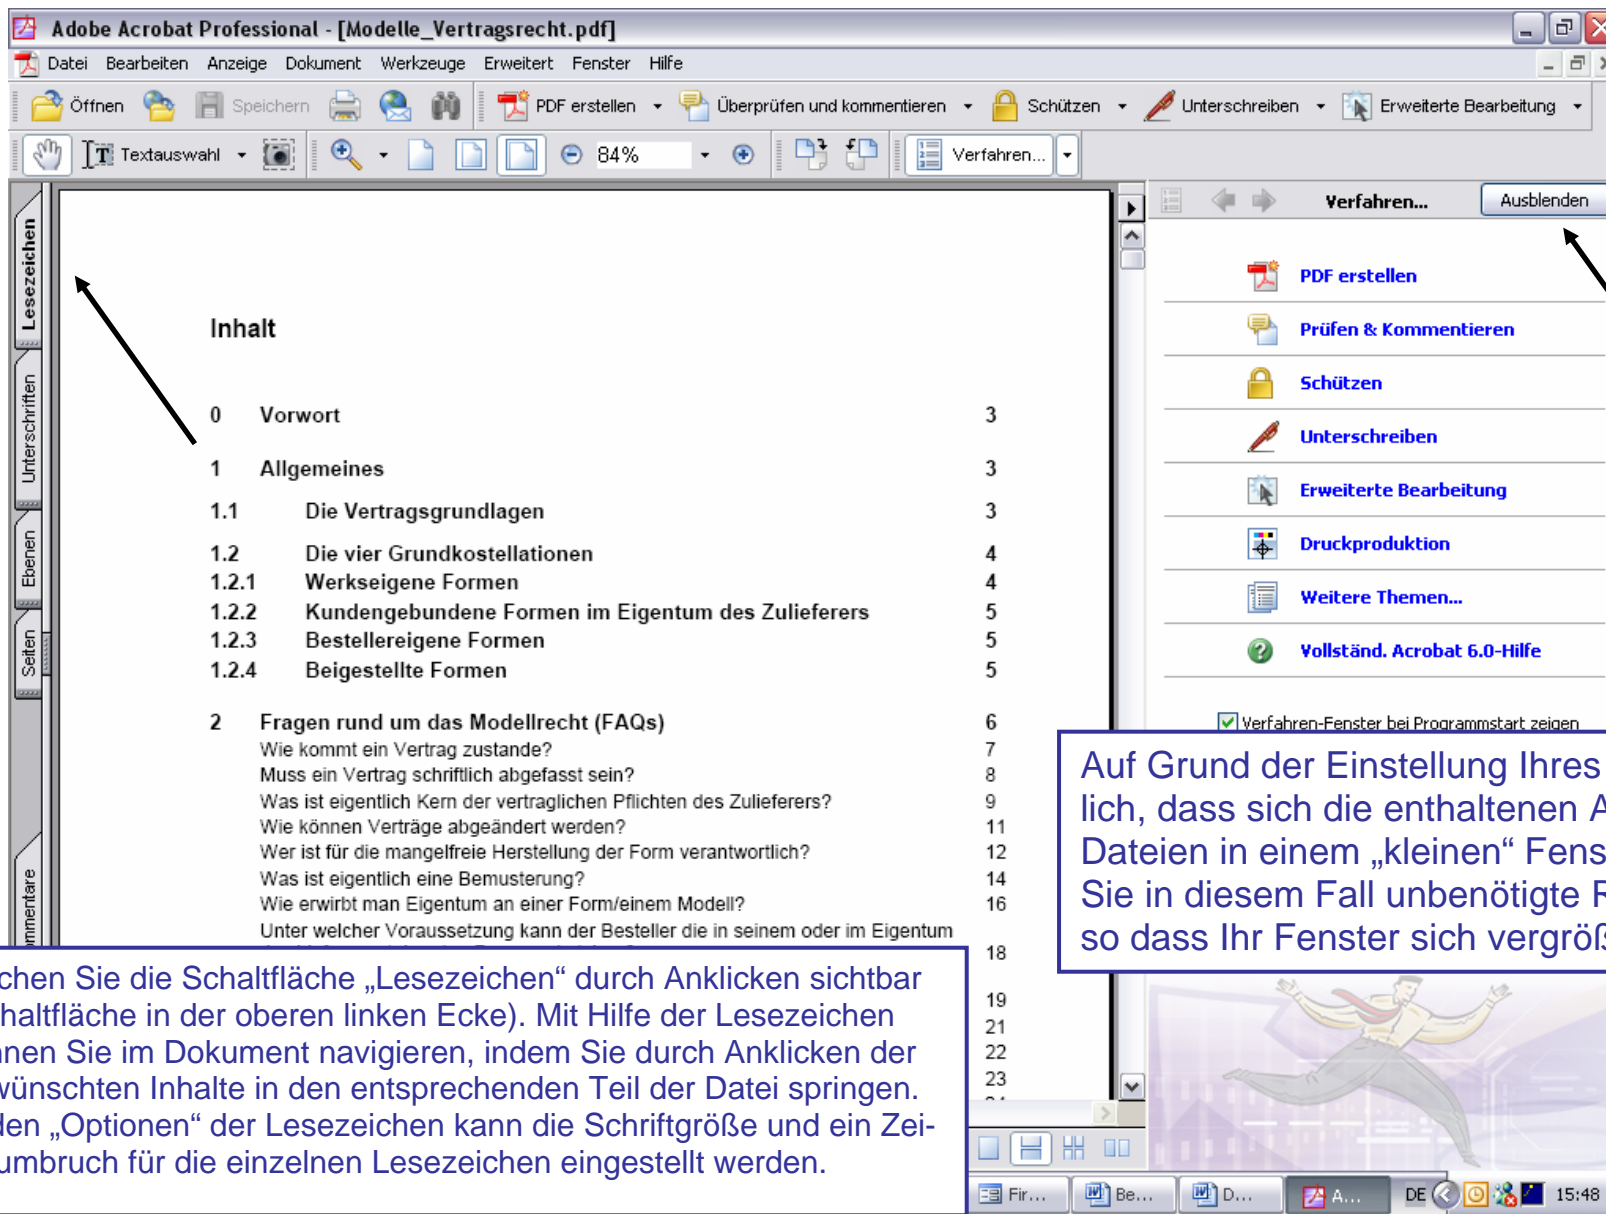 Adobe Acrobat Professional - [Modelle_Vertragsrecht.pdf]
Datei Bearbeiten Anzeige Dokument Werkzeuge Erweitert Fenster Hilfe
Öffnen Speichern PDF erstellen Überprüfen und kommentieren Schützen Unterschreiben Erweiterte Bearbeitung
Textauswahl 84% Verfahren...
Lesezeichen
Unterschriften
Ebenen
Seiten
mmentare
Inhalt
0 Vorwort 3
1 Allgemeines 3
1.1 Die Vertragsgrundlagen 3
1.2 Die vier Grundkostellationen 4
1.2.1 Werkseigene Formen 4
1.2.2 Kundengebundene Formen im Eigentum des Zulieferers 5
1.2.3 Bestellereigene Formen 5
1.2.4 Beigestellte Formen 5
2 Fragen rund um das Modellrecht (FAQs) 6
Wie kommt ein Vertrag zustande? 7
Muss ein Vertrag schriftlich abgefasst sein? 8
Was ist eigentlich Kern der vertraglichen Pflichten des Zulieferers? 9
Wie können Verträge abgeändert werden? 11
Wer ist für die mangelfreie Herstellung der Form verantwortlich? 12
Was ist eigentlich eine Bemusterung? 14
Wie erwirbt man Eigentum an einer Form/einem Modell? 16
Unter welcher Voraussetzung kann der Besteller die in seinem oder im Eigentum
18
19
21
22
23
Verfahren... Ausblenden
PDF erstellen
Prüfen & Kommentieren
Schützen
Unterschreiben
Erweiterte Bearbeitung
Druckproduktion
Weitere Themen...
Vollständ. Acrobat 6.0-Hilfe
Verfahren-Fenster bei Programmstart zeigen
Auf Grund der Einstellung Ihres
lich, dass sich die enthaltenen A
Dateien in einem „kleinen“ Fens
Sie in diesem Fall unbenötigte R
so dass Ihr Fenster sich vergröß
chen Sie die Schaltfläche „Lesezeichen“ durch Anklicken sichtbar
haltfläche in der oberen linken Ecke). Mit Hilfe der Lesezeichen
nnen Sie im Dokument navigieren, indem Sie durch Anklicken der
wünschten Inhalte in den entsprechenden Teil der Datei springen.
den „Optionen“ der Lesezeichen kann die Schriftgröße und ein Zei-
umbruch für die einzelnen Lesezeichen eingestellt werden.
Fir... Be... D... A... DE 15:48